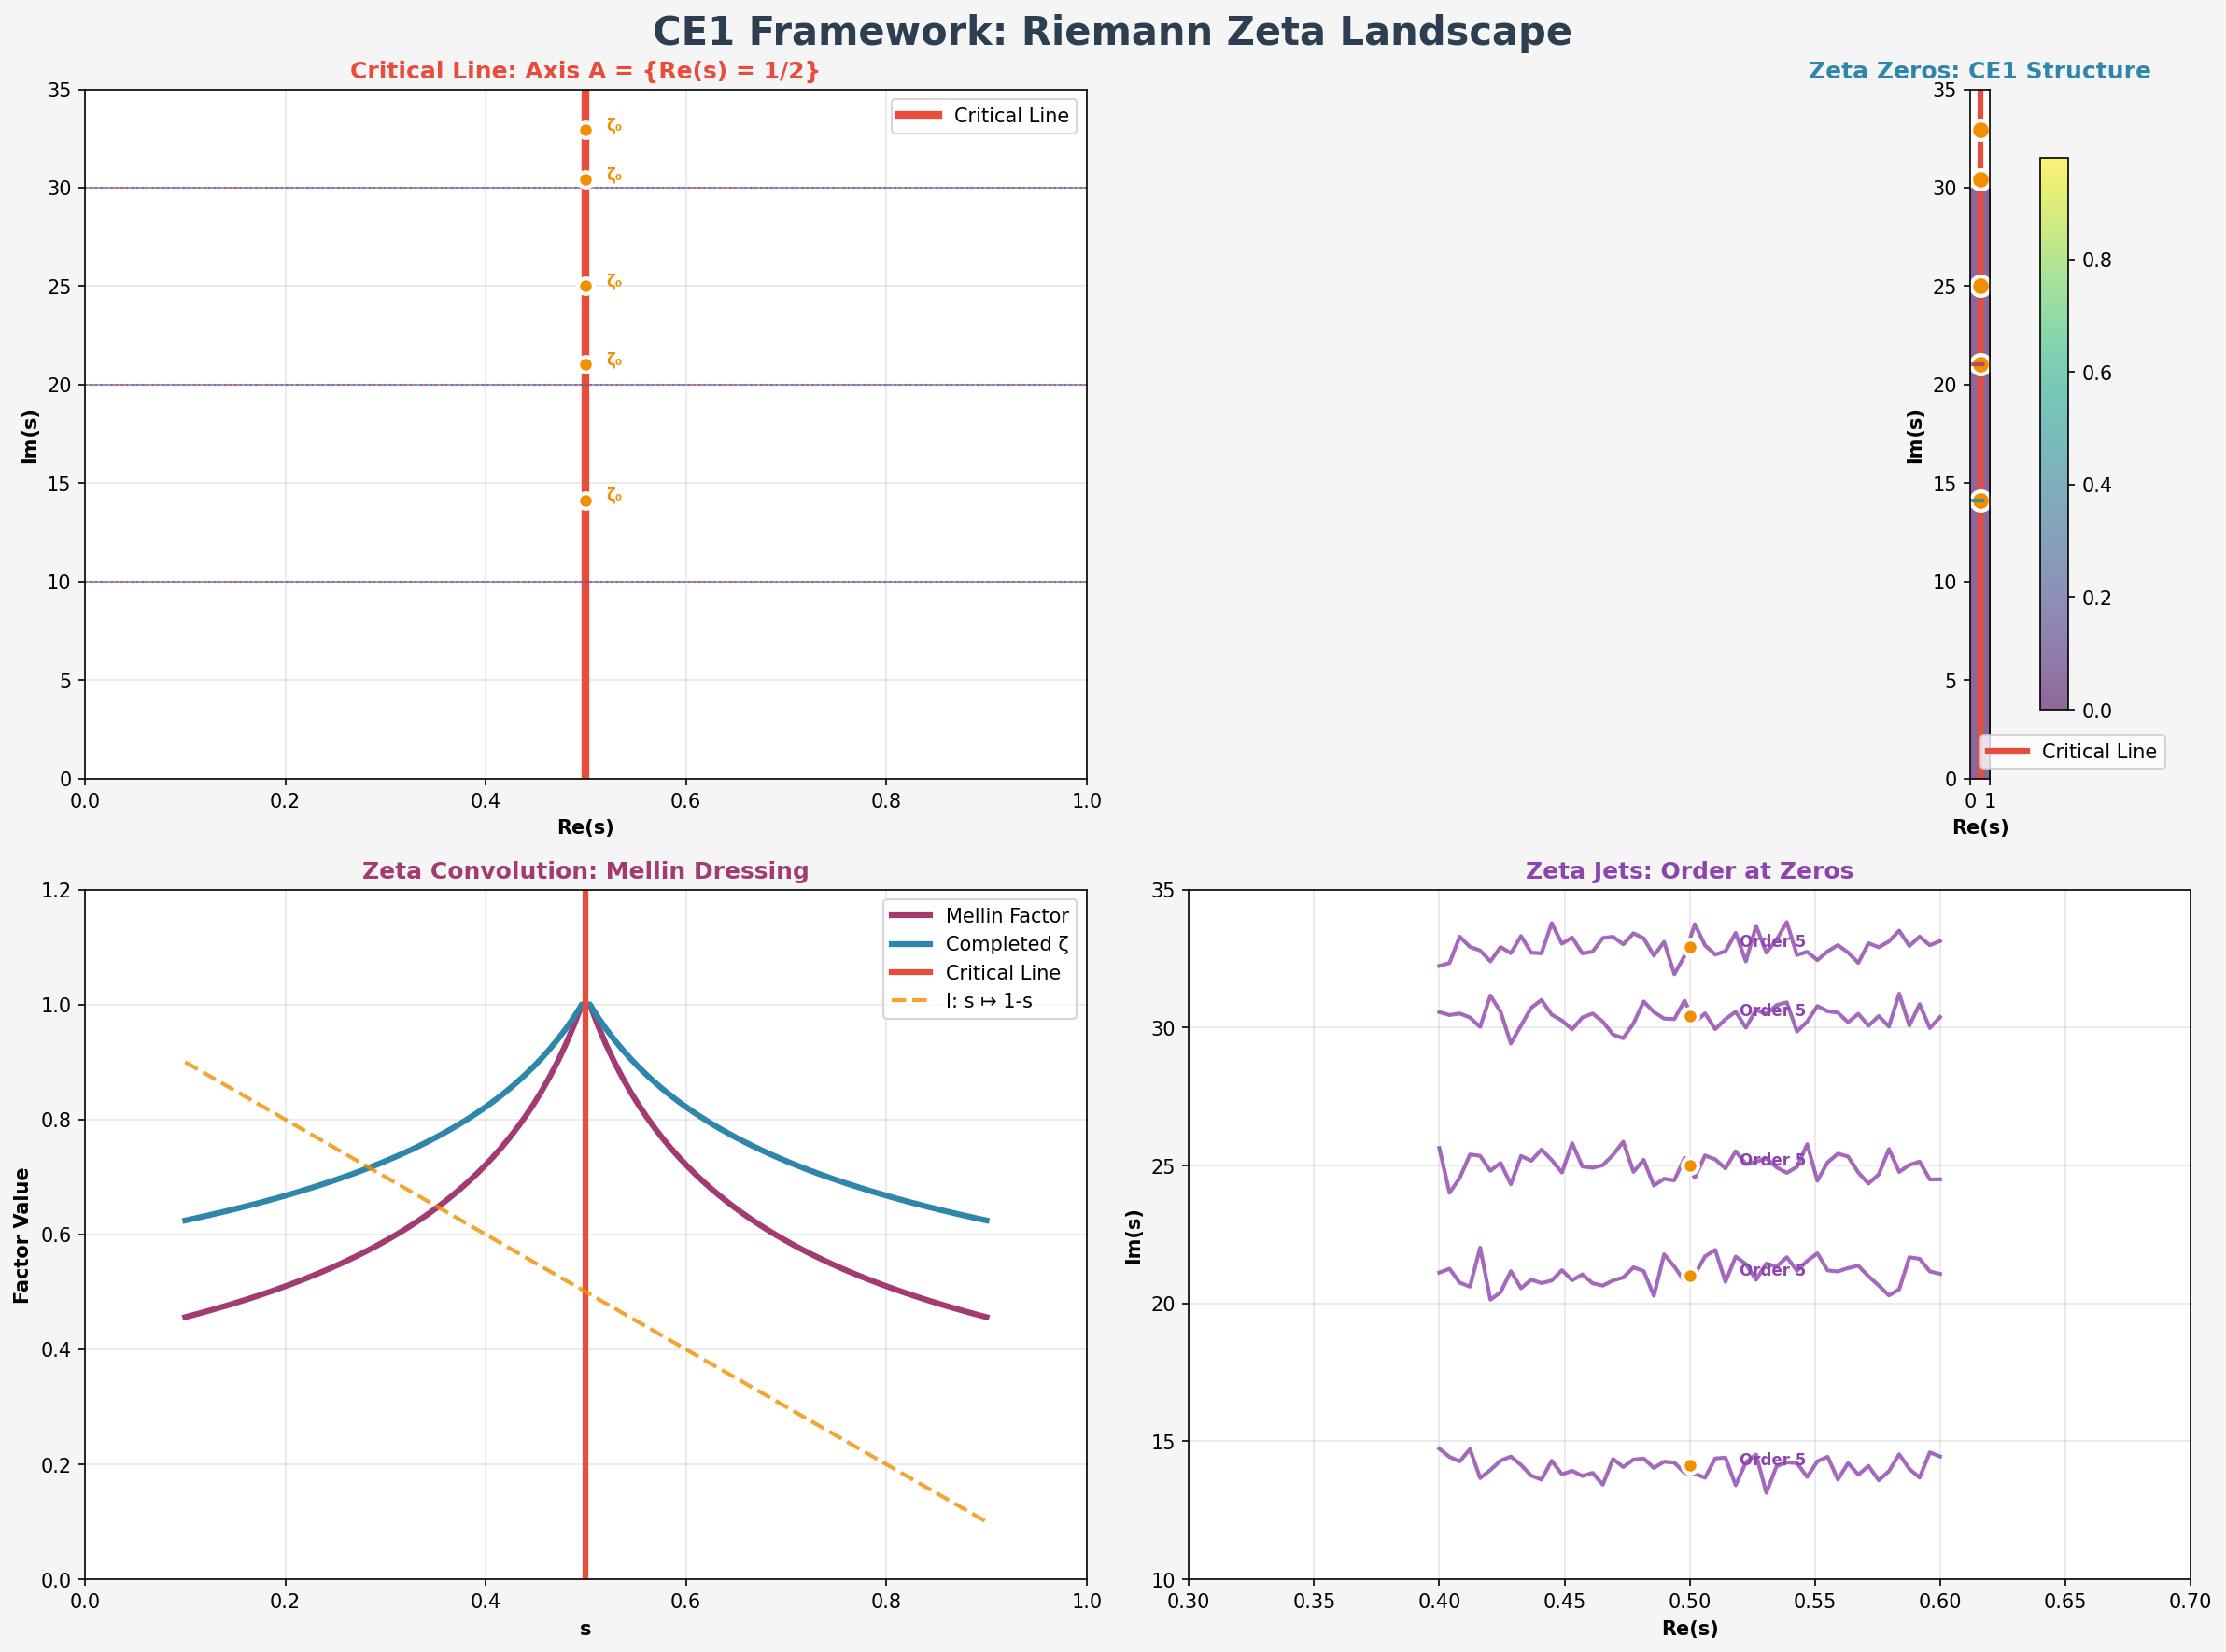 CE1 Framework: Riemann Zeta Landscape
Critical Line: Axis A = {Re(s) = 1/2}
35
30
25
20
15
10
5
0
Im(s)
Critical Line
ζ₀
ζ₀
ζ₀
ζ₀
ζ₀
0.0 0.2 0.4 0.6 0.8 1.0
Re(s)
Zeta Zeros: CE1 Structure
35
30
25
20
15
10
5
0
Im(s)
0.8
0.6
0.4
0.2
0.0
Critical Line
0 1
Re(s)
Zeta Convolution: Mellin Dressing
1.2
1.0
0.8
0.6
0.4
0.2
0.0
Factor Value
Mellin Factor
Completed ζ
Critical Line
I: s ↦ 1-s
0.0 0.2 0.4 0.6 0.8 1.0
s
Zeta Jets: Order at Zeros
35
30
25
20
15
10
Im(s)
Order 5
Order 5
Order 5
Order 5
Order 5
0.30 0.35 0.40 0.45 0.50 0.55 0.60 0.65 0.70
Re(s)